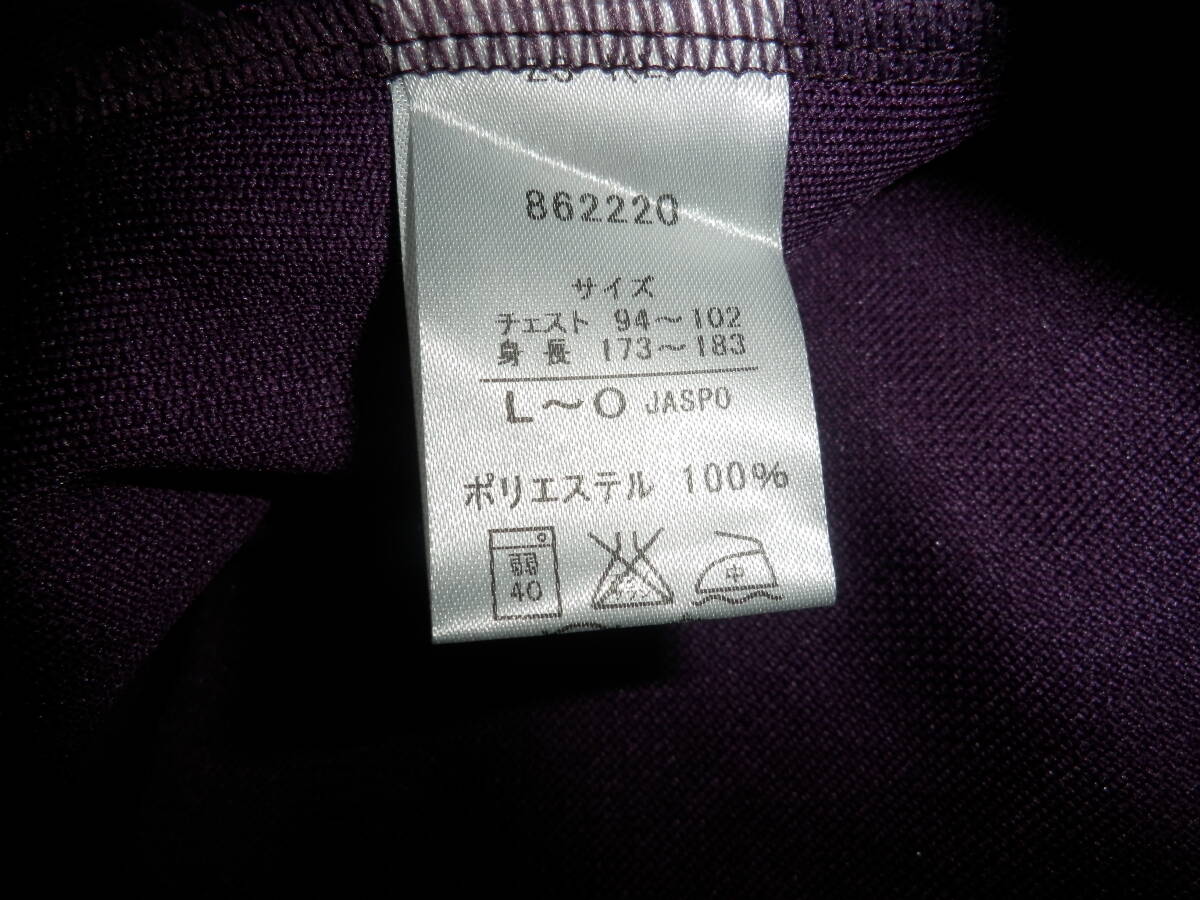 862220
サイズ
チェスト 94～102
身長 173～183
L～O JASPO
ポリエステル 100%
弱
40
中